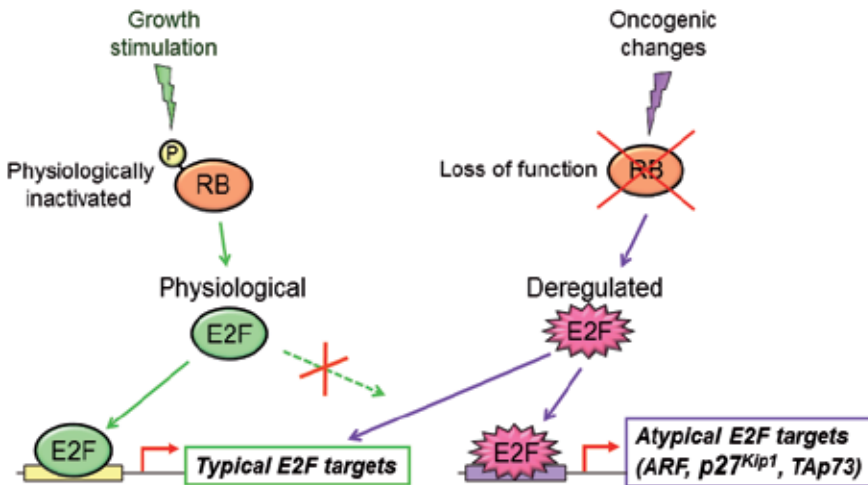 Growth
stimulation
P
RB
Physiologically
inactivated
Physiological
E2F
E2F
Typical E2F targets
Oncogenic
changes
Loss of function
RB
Deregulated
E2F
E2F
Atypical E2F targets
(ARF, p27Kip1, TAp73)